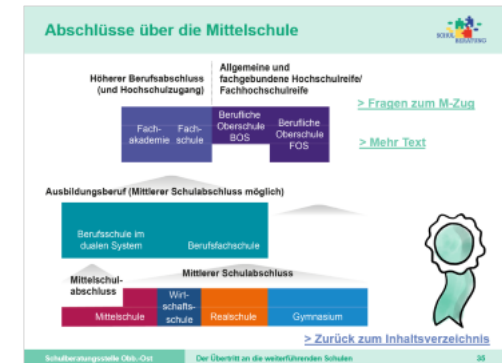 Abschlüsse über die Mittelschule
SCHUL
BERATUNG
Höherer Berufsabschluss
(und Hochschulzugang)
Allgemeine und
fachgebundene Hochschulreife/
Fachhochschulreife
Fach-
akademie
Fach-
schule
Berufliche
Oberschule
BOS
Berufliche
Oberschule
FOS
> Fragen zum M-Zug
> Mehr Text
Ausbildungsberuf (Mittlerer Schulabschluss möglich)
Berufsschule im
dualen System
Berufsfachschule
Mittelschul-
abschluss
Mittlerer Schulabschluss
Mittelschule
Wirt-
schafts-
schule
Realschule
Gymnasium
> Zurück zum Inhaltsverzeichnis
Schulberatungsstelle Obb.-Ost
Der Übertritt an die weiterführenden Schulen
35